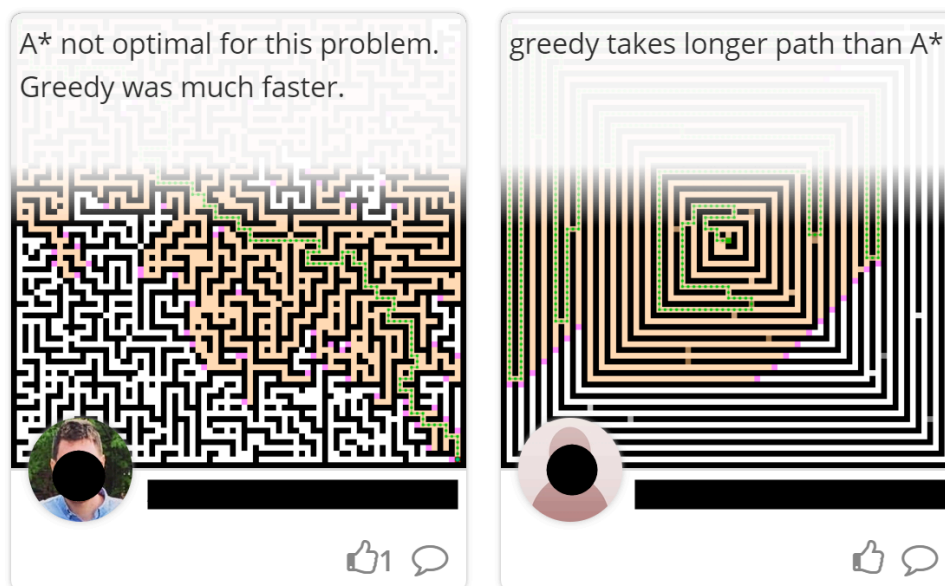 A* not optimal for this problem.
Greedy was much faster.
greedy takes longer path than A*
1